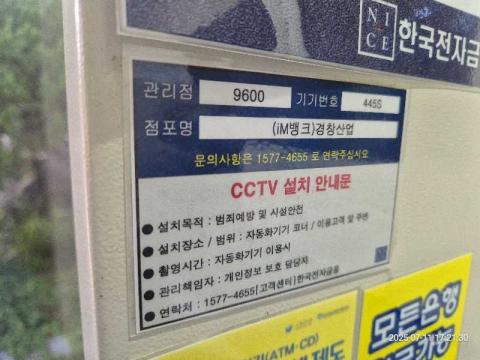 NICE 한국전자금
관리점 9600 기기번호 445S
점포명 (iM뱅크)경창산업
문의사항은 1577-4655 로 연락주십시오
CCTV 설치 안내문
● 설치목적 : 범죄예방 및 시설안전
● 설치장소 / 범위 : 자동화기기 코너 / 이용고객 및 주변
● 촬영시간 : 자동화기기 이용시
● 관리책임자 : 개인정보 보호 담당자
● 연락처 : 1577-4655[고객센터]한국전자금융
모든은행
(ATM·CD)
2025-07-11 17:21:30